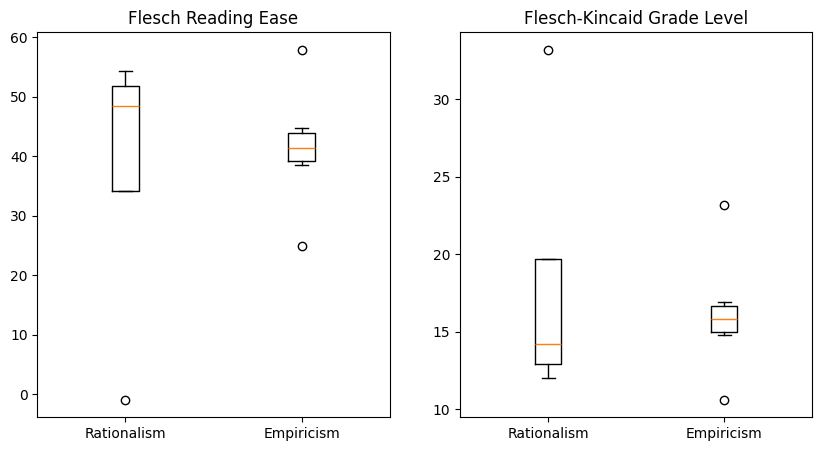 Flesch Reading Ease
60
50
40
30
20
10
0
Rationalism
Empiricism
Flesch-Kincaid Grade Level
30
25
20
15
10
Rationalism
Empiricism